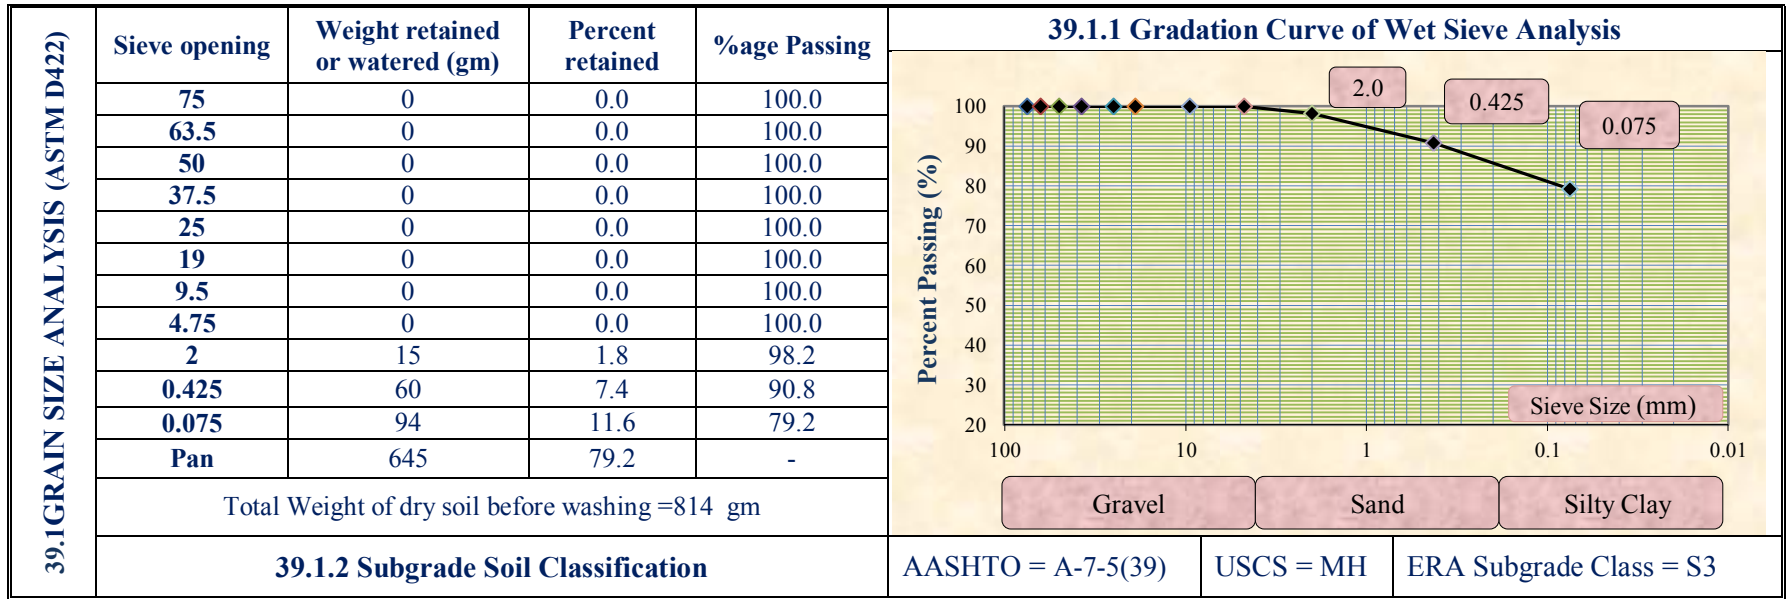 39.1GRAIN SIZE ANALYSIS (ASTM D422)
Sieve opening Weight retained or watered (gm) Percent retained %age Passing
75 0 0.0 100.0
63.5 0 0.0 100.0
50 0 0.0 100.0
37.5 0 0.0 100.0
25 0 0.0 100.0
19 0 0.0 100.0
9.5 0 0.0 100.0
4.75 0 0.0 100.0
2 15 1.8 98.2
0.425 60 7.4 90.8
0.075 94 11.6 79.2
Pan 645 79.2 -
Total Weight of dry soil before washing =814 gm
39.1.1 Gradation Curve of Wet Sieve Analysis
2.0
0.425
0.075
Percent Passing (%)
100
90
80
70
60
50
40
30
20
Sieve Size (mm)
100 10 1 0.1 0.01
Gravel Sand Silty Clay
39.1.2 Subgrade Soil Classification
AASHTO = A-7-5(39) USCS = MH ERA Subgrade Class = S3